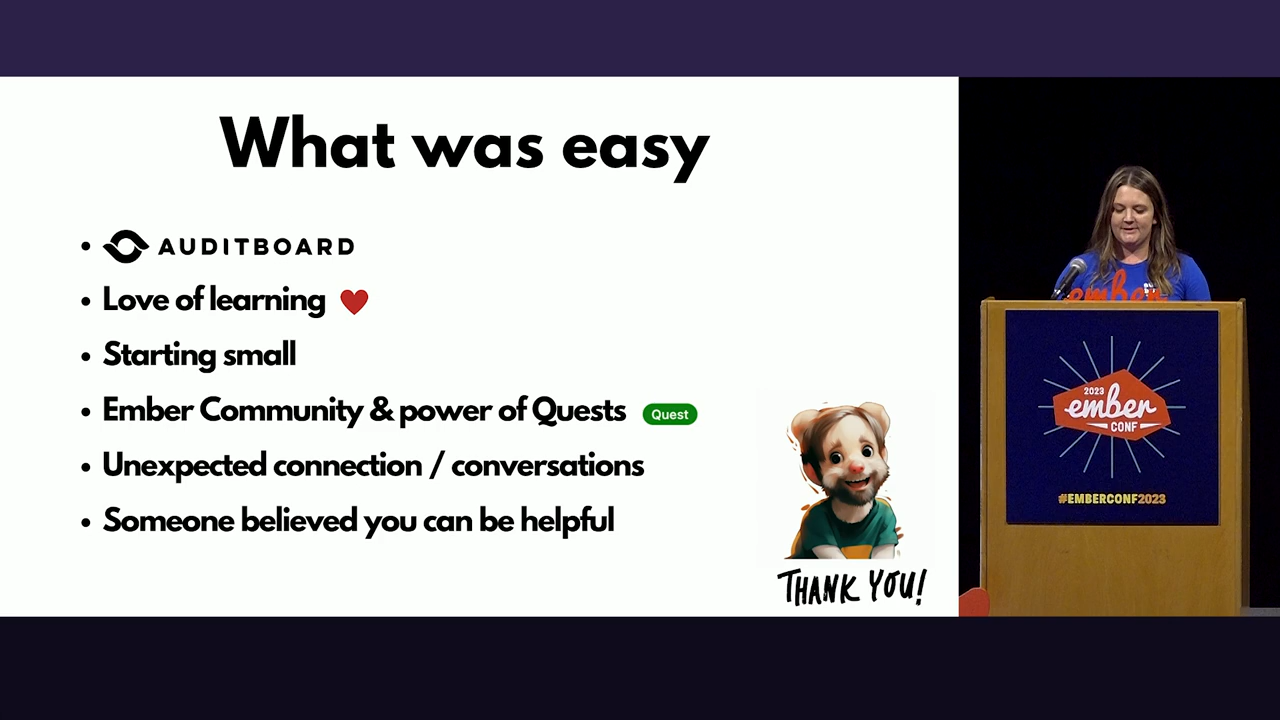 What was easy
AUDITBOARD
Love of learning
Starting small
Ember Community & power of Quests Quest
Unexpected connection / conversations
Someone believed you can be helpful
THANK YOU!
ember
2023
ember
CONF
#EMBERCONF2023